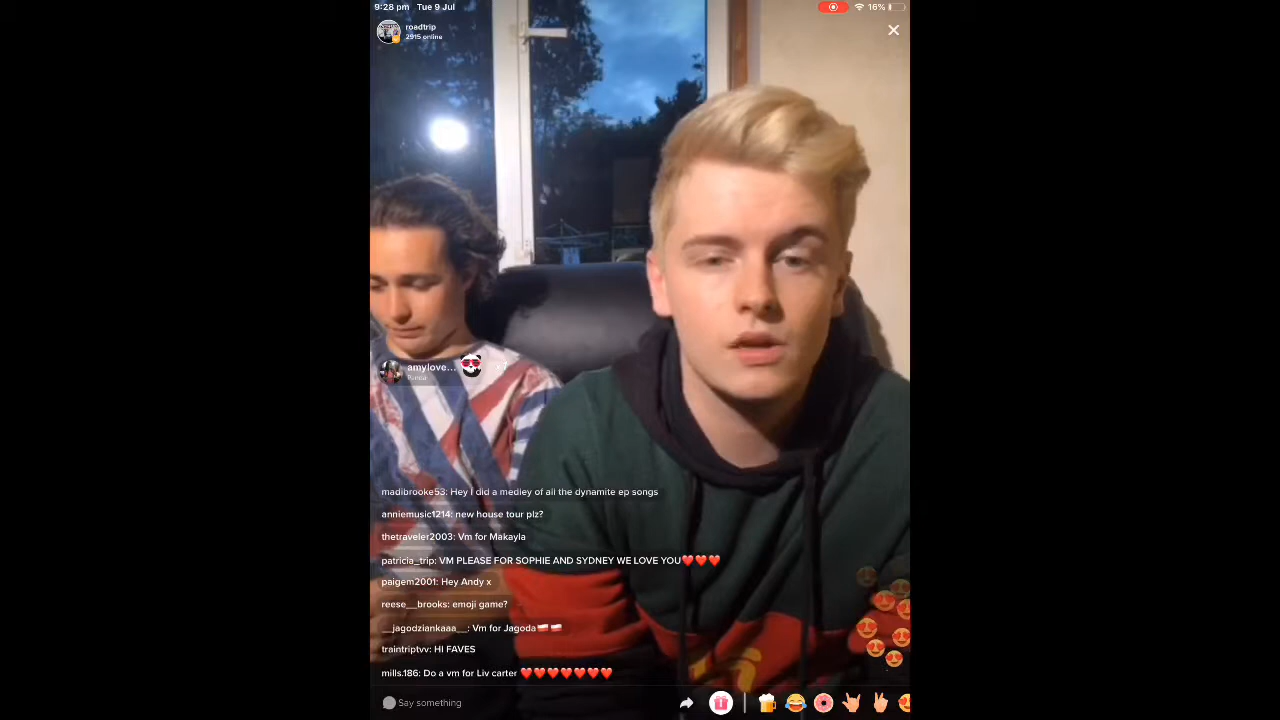 9:28 pm Tue 9 Jul 16%
roadtrip
2915 online
amylove...
Panda
madibrooke53: Hey i did a medley of all the dynamite ep songs
anniemusic1214: new house tour plz?
thetraveler2003: Vm for Makayla
patricia_trip: VM PLEASE FOR SOPHIE AND SYDNEY WE LOVE YOU❤️❤️❤️
paigem2001: Hey Andy x
reese__brooks: emoji game?
__jagodziankaaa__: Vm for Jagoda🇵🇱🇵🇱
traintriptvv: HI FAVES
mills.186: Do a vm for Liv carter ❤️❤️❤️❤️❤️❤️❤️
Say something